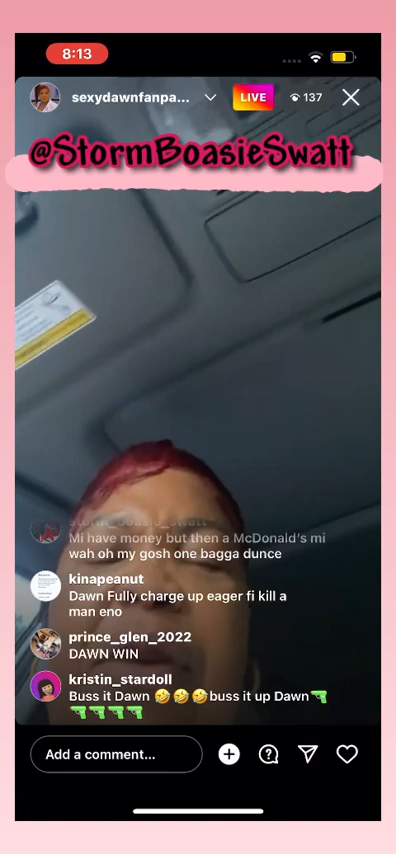 8:13
sexydawnfanpa...
LIVE
137
@StormBoasieSwatt
storm_boasie_swatt
Mi have money but then a McDonald's mi
wah oh my gosh one bagga dunce
kinapeanut
Dawn Fully charge up eager fi kill a
man eno
prince_glen_2022
DAWN WIN
kristin_stardoll
Buss it Dawn 🤣🤣🤣buss it up Dawn🔫
🔫🔫🔫🔫
Add a comment...